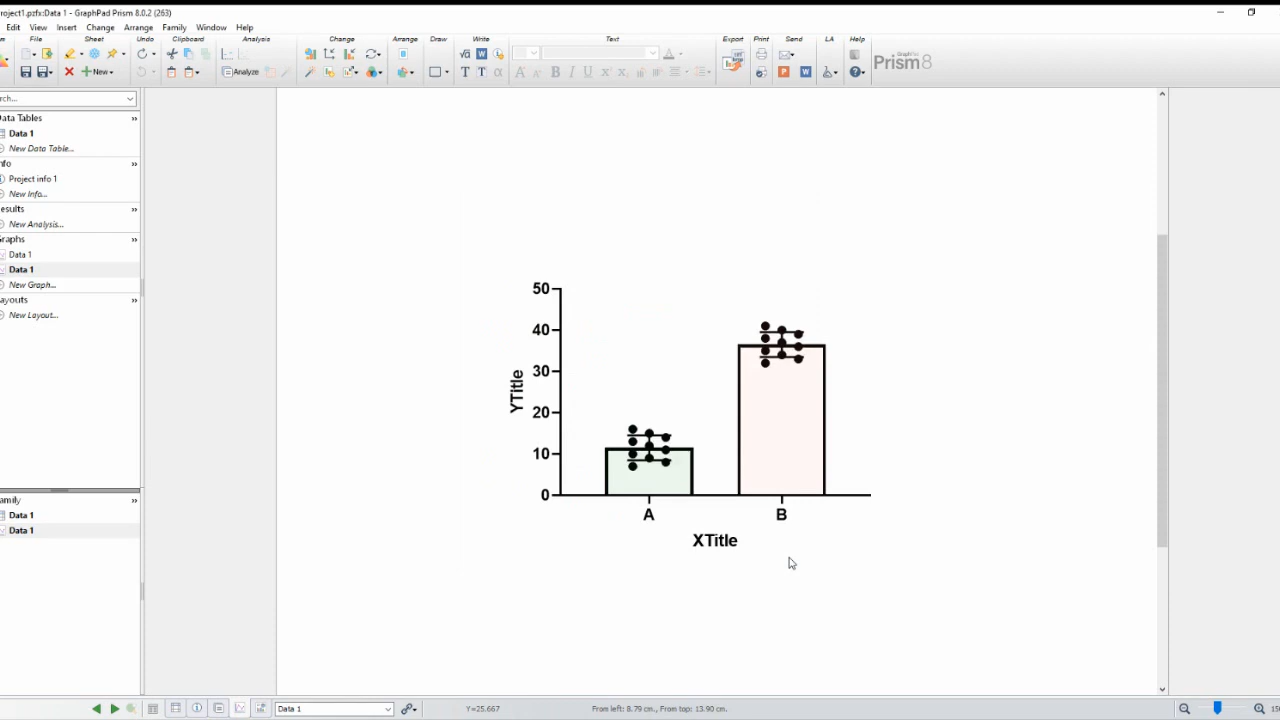 Project1.pzfx:Data 1 - GraphPad Prism 8.0.2 (263)
Edit View Insert Change Arrange Family Window Help
File Sheet Undo Clipboard Analysis Change Arrange Draw Write Text Export Print Send LA Help
New Analyze Prism 8
rch...
Data Tables
Data 1
New Data Table...
nfo
Project info 1
New Info...
esults
New Analysis...
Graphs
Data 1
Data 1
New Graph...
ayouts
New Layout...
amily
Data 1
Data 1
50
40
30
20
10
0
YTitle
A B
XTitle
Data 1 Y=25.667 From left: 8.79 cm. From top: 13.90 cm.